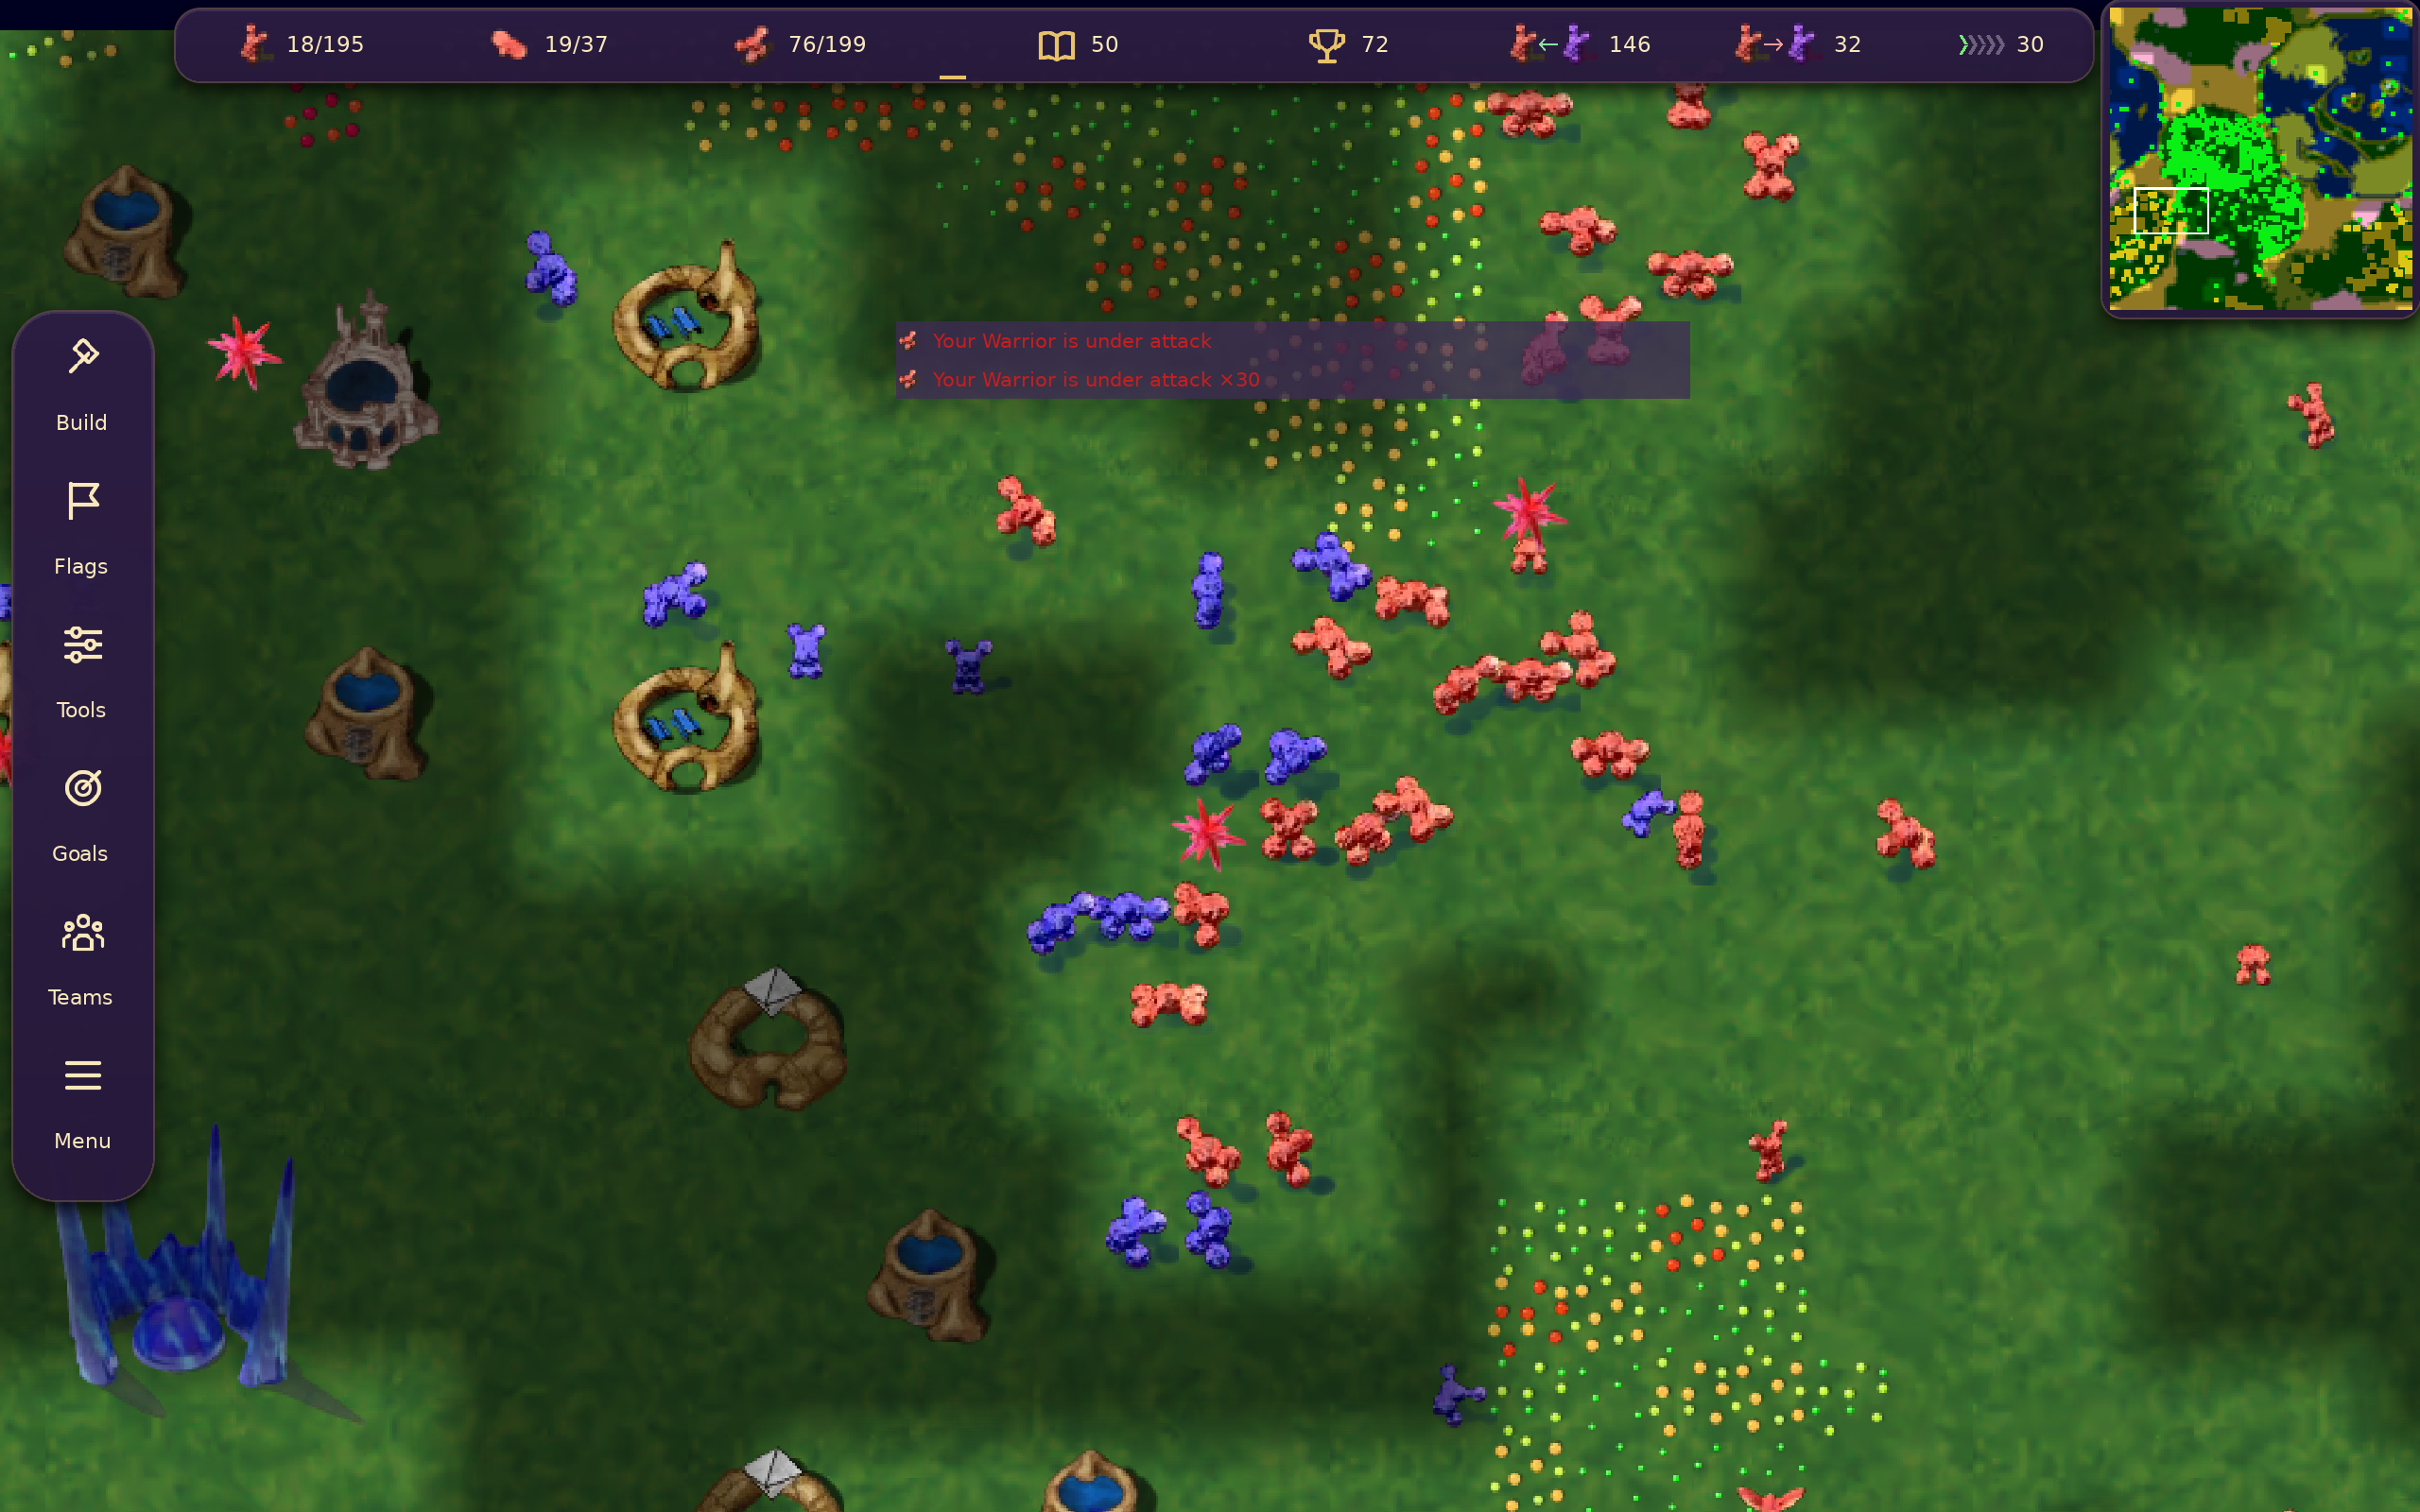 18/195 19/37 76/199 50 72 146 32 30
Your Warrior is under attack
Your Warrior is under attack ×30
Build
Flags
Tools
Goals
Teams
Menu